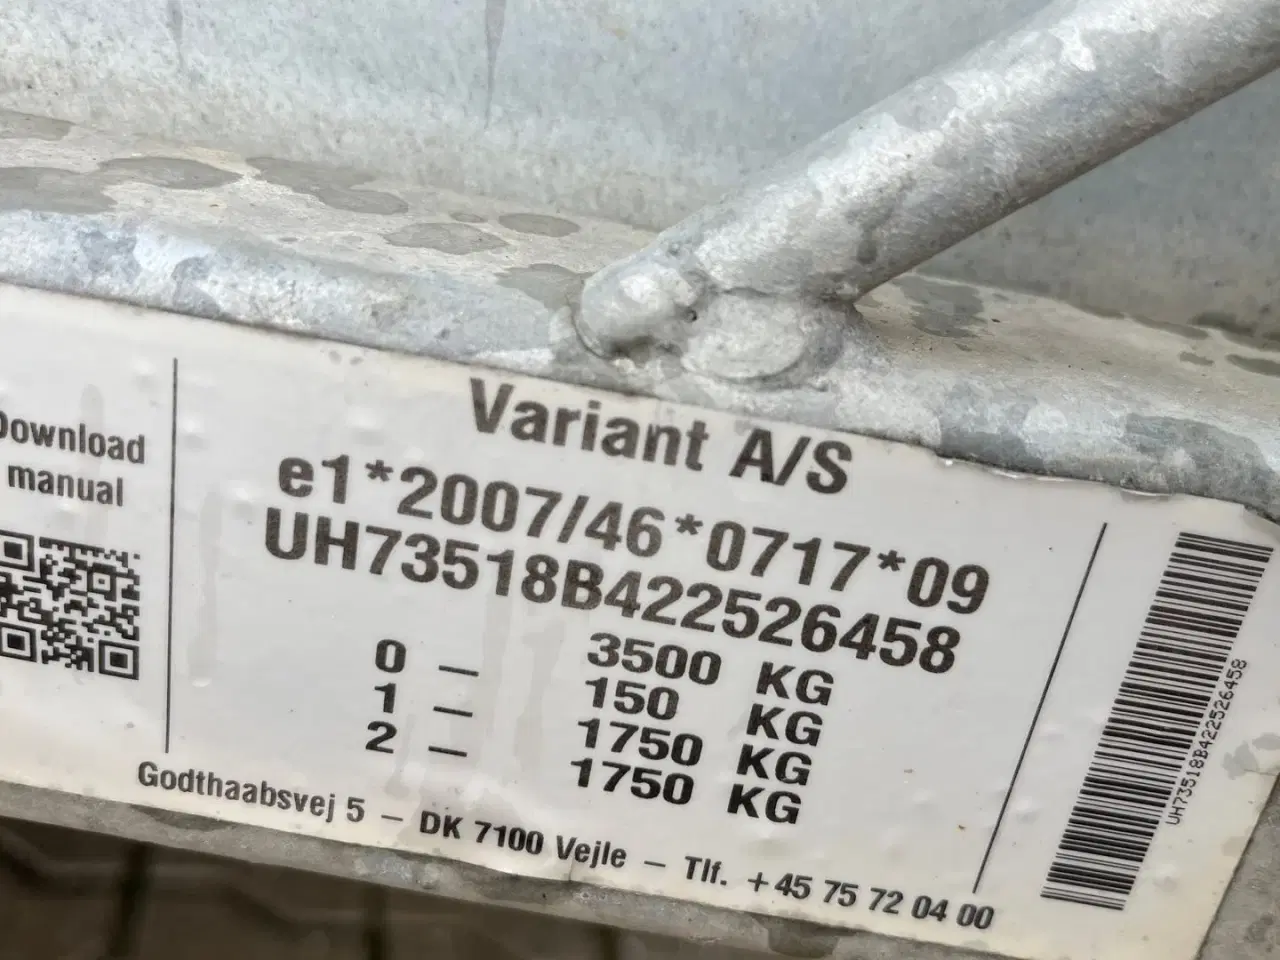 Download
manual
Variant A/S
e1*2007/46*0717*09
UH73518B422526458
3500 KG
0 – 150 KG
1 – 1750 KG
2 – 1750 KG
Godthaabsvej 5 – DK 7100 Vejle – Tlf. +45 75 72 04 00
UH73518B422526458